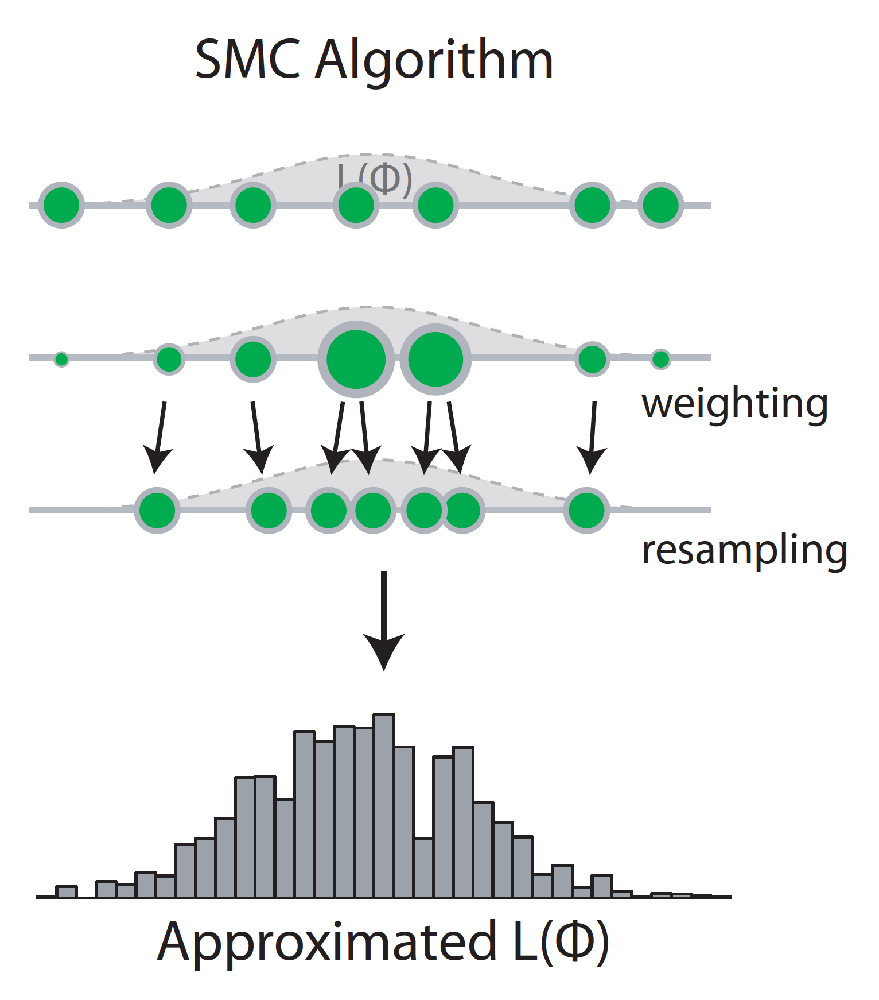 SMC Algorithm
L(Φ)
weighting
resampling
Approximated L(Φ)